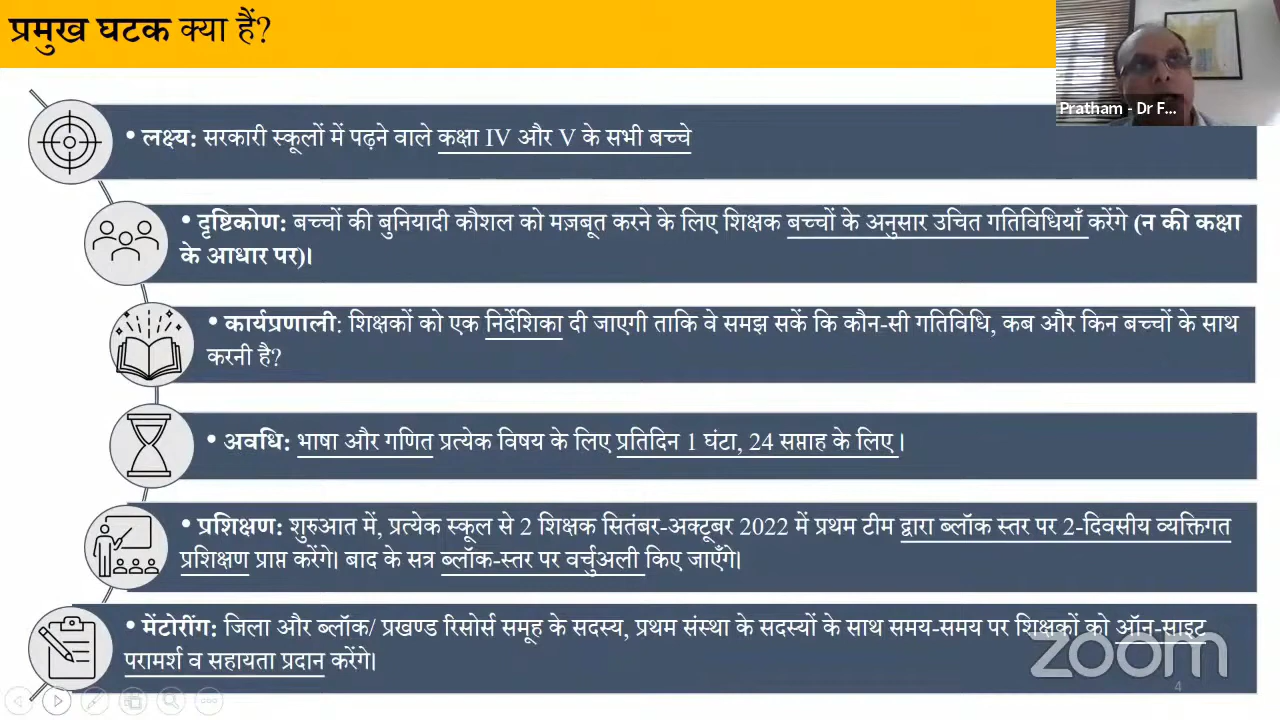 प्रमुख घटक क्या हैं?
Pratham - Dr F...
• लक्ष्य: सरकारी स्कूलों में पढ़ने वाले कक्षा IV और V के सभी बच्चे
• दृष्टिकोण: बच्चों की बुनियादी कौशल को मज़बूत करने के लिए शिक्षक बच्चों के अनुसार उचित गतिविधियाँ करेंगे (न की कक्षा
के आधार पर)।
• कार्यप्रणाली: शिक्षकों को एक निर्देशिका दी जाएगी ताकि वे समझ सकें कि कौन-सी गतिविधि, कब और किन बच्चों के साथ
करनी है?
• अवधि: भाषा और गणित प्रत्येक विषय के लिए प्रतिदिन 1 घंटा, 24 सप्ताह के लिए ।
• प्रशिक्षण: शुरुआत में, प्रत्येक स्कूल से 2 शिक्षक सितंबर-अक्टूबर 2022 में प्रथम टीम द्वारा ब्लॉक स्तर पर 2-दिवसीय व्यक्तिगत
प्रशिक्षण प्राप्त करेंगे। बाद के सत्र ब्लॉक-स्तर पर वर्चुअली किए जाएँगे।
• मेंटोरींग: जिला और ब्लॉक/ प्रखण्ड रिसोर्स समूह के सदस्य, प्रथम संस्था के सदस्यों के साथ समय-समय पर शिक्षकों को ऑन-साइट
परामर्श व सहायता प्रदान करेंगे।
zoom
4